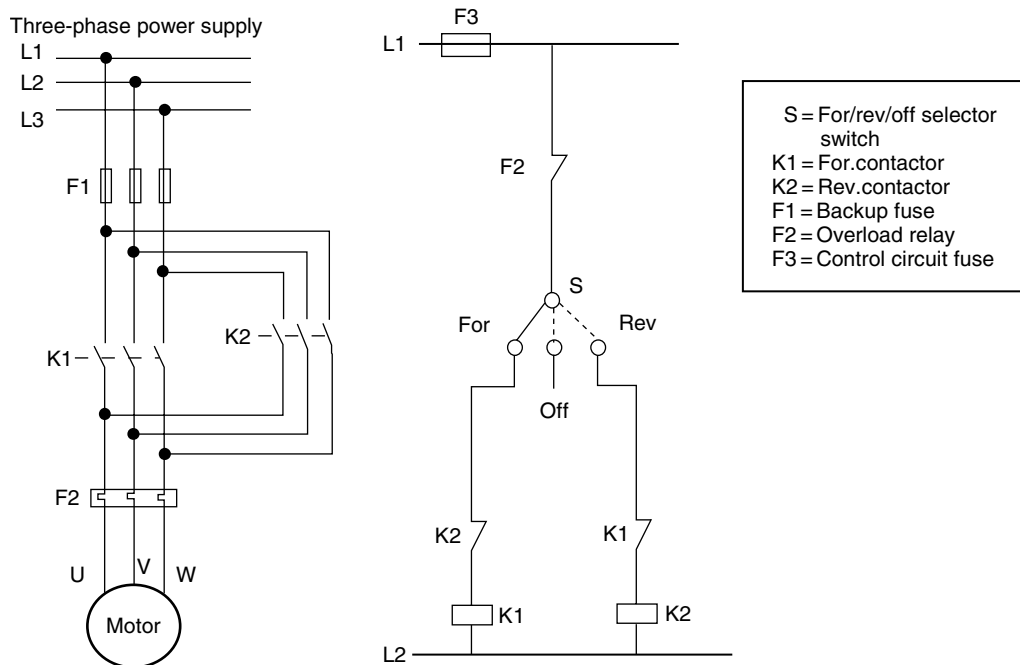 Three-phase power supply
L1
L2
L3
F1
K1
K2
F2
U
V
W
Motor
F3
L1
F2
S
For
Rev
Off
K2
K1
K1
K2
L2
S = For/rev/off selector
switch
K1 = For.contactor
K2 = Rev.contactor
F1 = Backup fuse
F2 = Overload relay
F3 = Control circuit fuse